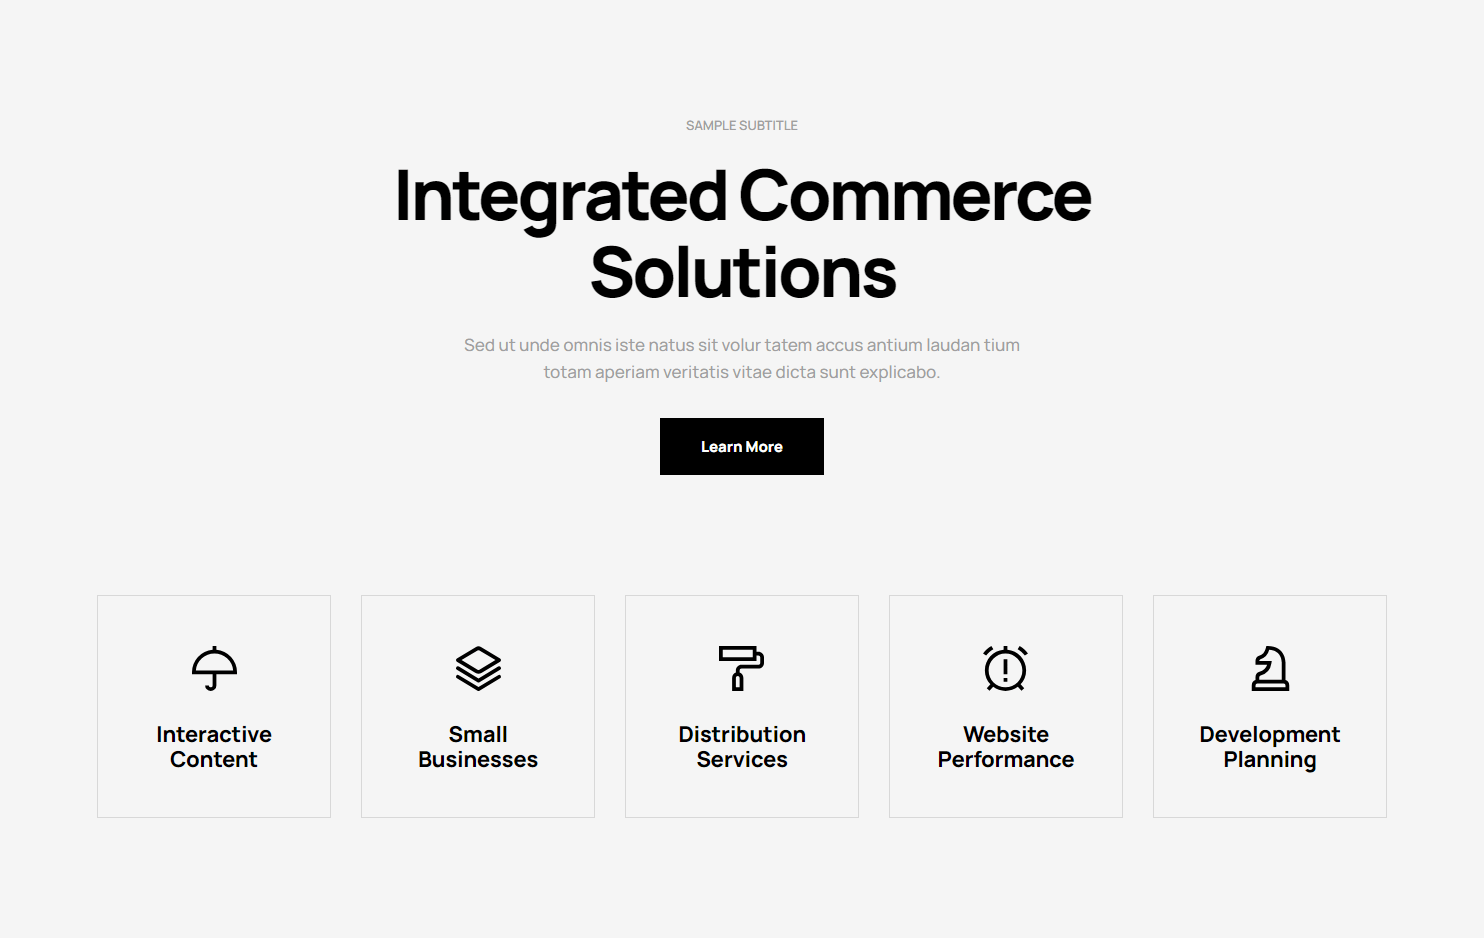 SAMPLE SUBTITLE
Integrated Commerce
Solutions
Sed ut unde omnis iste natus sit volur tatem accus antium laudan tium
totam aperiam veritatis vitae dicta sunt explicabo.
Learn More
Interactive
Content
Small
Businesses
Distribution
Services
Website
Performance
Development
Planning